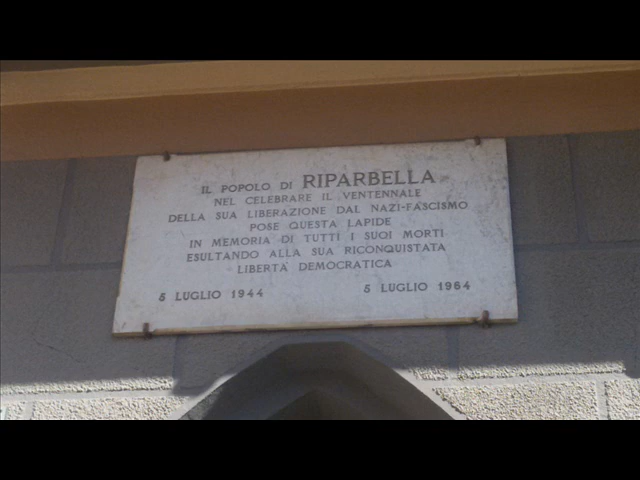 IL POPOLO DI RIPARBELLA
NEL CELEBRARE IL VENTENNALE
DELLA SUA LIBERAZIONE DAL NAZI-FASCISMO
POSE QUESTA LAPIDE
IN MEMORIA DI TUTTI I SUOI MORTI
ESULTANDO ALLA SUA RICONQUISTATA
LIBERTA' DEMOCRATICA
5 LUGLIO 1944 5 LUGLIO 1964